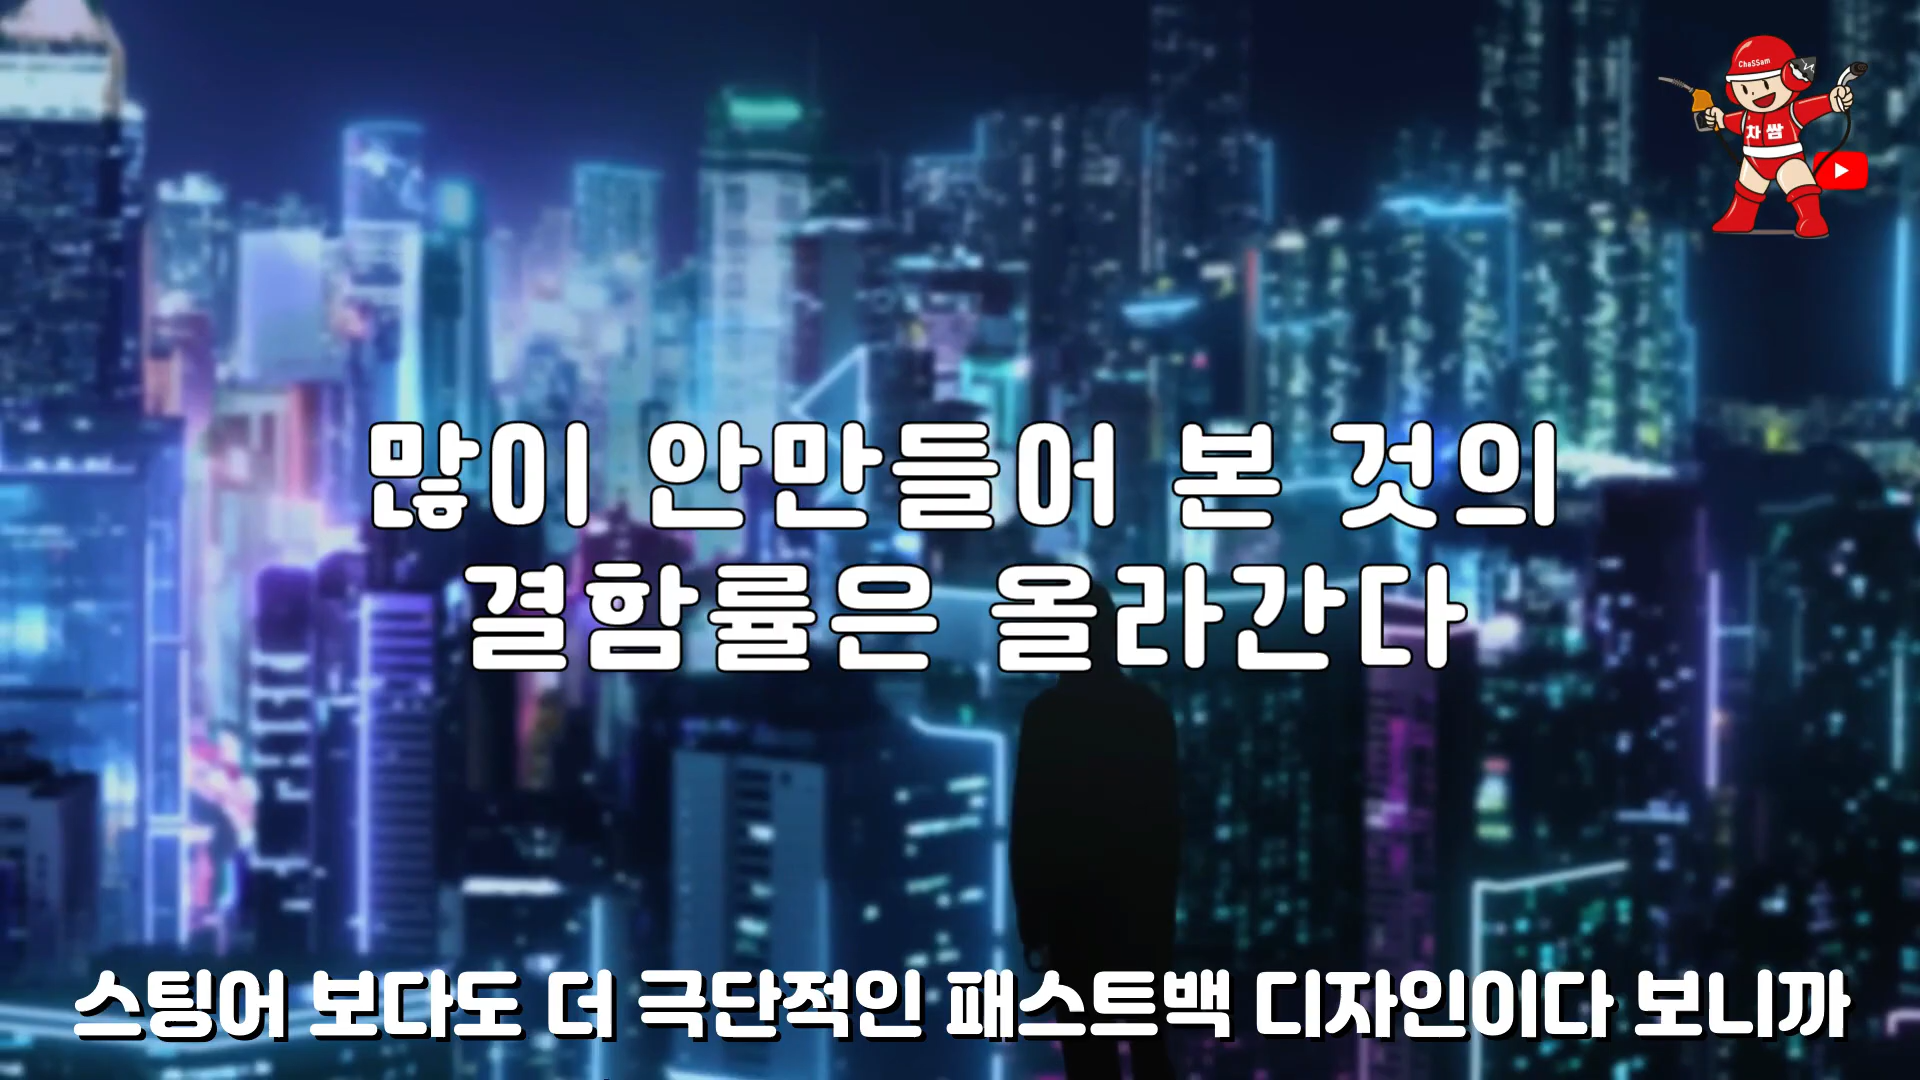 ChaSSam
차쌈
많이 안만들어 본 것의
결함률은 올라간다
스팅어 보다도 더 극단적인 패스트백 디자인이다 보니까